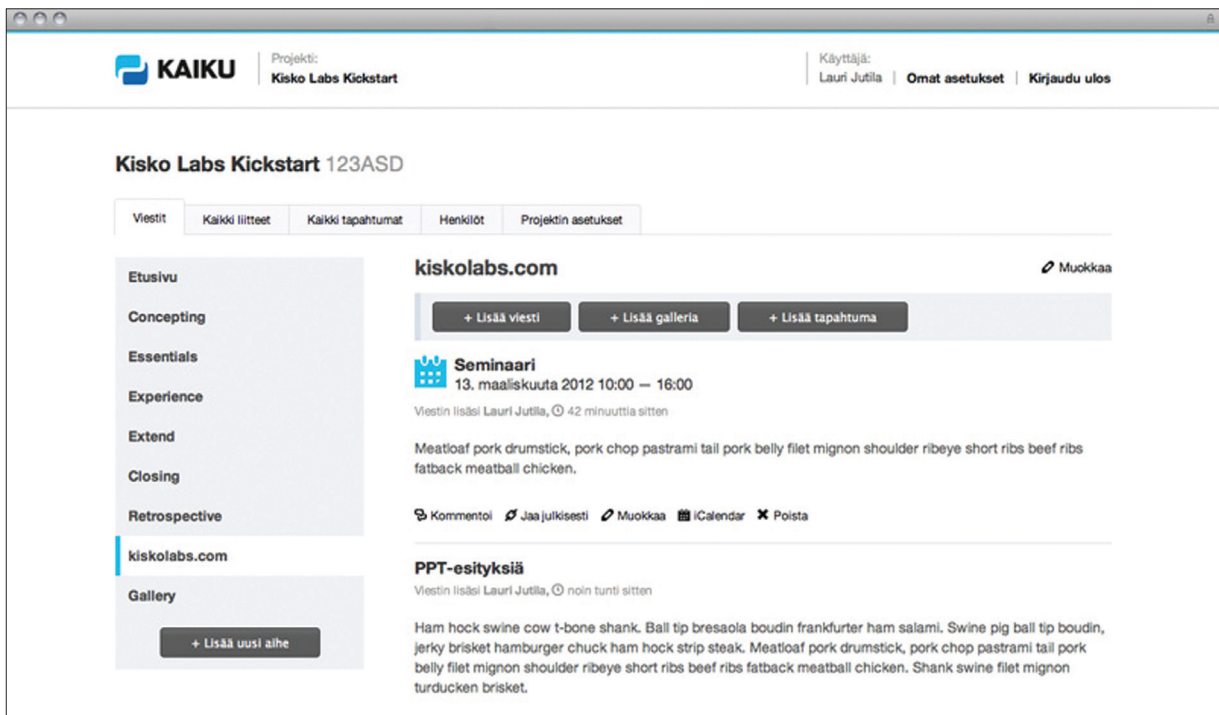 KAIKU
Projekti:
Kisko Labs Kickstart
Käyttäjä:
Lauri Jutila | Omat asetukset | Kirjaudu ulos
Kisko Labs Kickstart 123ASD
Viestit Kaikki liitteet Kaikki tapahtumat Henkilöt Projektin asetukset
Etusivu
Concepting
Essentials
Experience
Extend
Closing
Retrospective
kiskolabs.com
Gallery
+ Lisää uusi aihe
kiskolabs.com
Muokkaa
+ Lisää viesti + Lisää galleria + Lisää tapahtuma
Seminaari
13. maaliskuuta 2012 10:00 — 16:00
Viestin lisäsi Lauri Jutila, 42 minuuttia sitten
Meatloaf pork drumstick, pork chop pastrami tail pork belly filet mignon shoulder ribeye short ribs beef ribs
fatback meatball chicken.
Kommentoi Jaa julkisesti Muokkaa iCalendar Poista
PPT-esityksiä
Viestin lisäsi Lauri Jutila, noin tunti sitten
Ham hock swine cow t-bone shank. Ball tip bresaola boudin frankfurter ham salami. Swine pig ball tip boudin,
jerky brisket hamburger chuck ham hock strip steak. Meatloaf pork drumstick, pork chop pastrami tail pork
belly filet mignon shoulder ribeye short ribs beef ribs fatback meatball chicken. Shank swine filet mignon
turducken brisket.